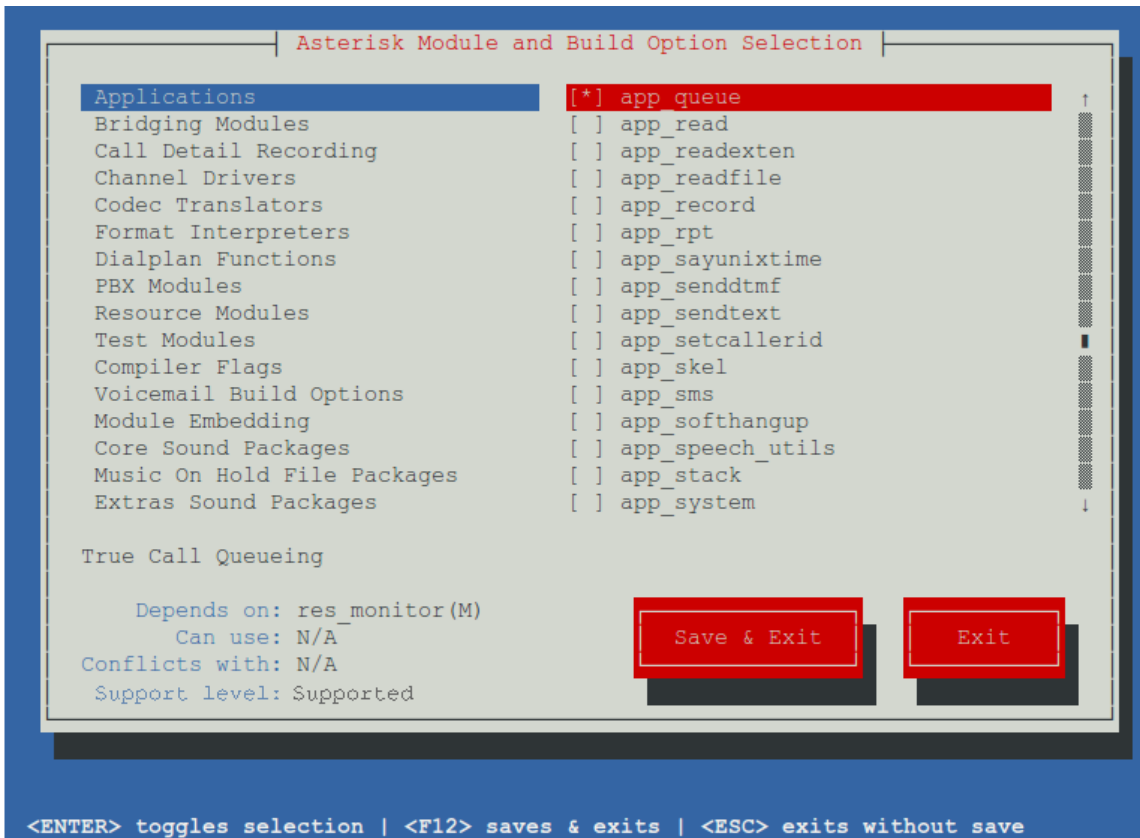 Asterisk Module and Build Option Selection
Applications [*] app_queue ↑
Bridging Modules [ ] app_read
Call Detail Recording [ ] app_readexten
Channel Drivers [ ] app_readfile
Codec Translators [ ] app_record
Format Interpreters [ ] app_rpt
Dialplan Functions [ ] app_sayunixtime
PBX Modules [ ] app_senddtmf
Resource Modules [ ] app_sendtext
Test Modules [ ] app_setcallerid
Compiler Flags [ ] app_skel
Voicemail Build Options [ ] app_sms
Module Embedding [ ] app_softhangup
Core Sound Packages [ ] app_speech_utils
Music On Hold File Packages [ ] app_stack
Extras Sound Packages [ ] app_system ↓
True Call Queueing
Depends on: res_monitor(M)
Can use: N/A Save & Exit Exit
Conflicts with: N/A
Support level: Supported
<ENTER> toggles selection | <F12> saves & exits | <ESC> exits without save